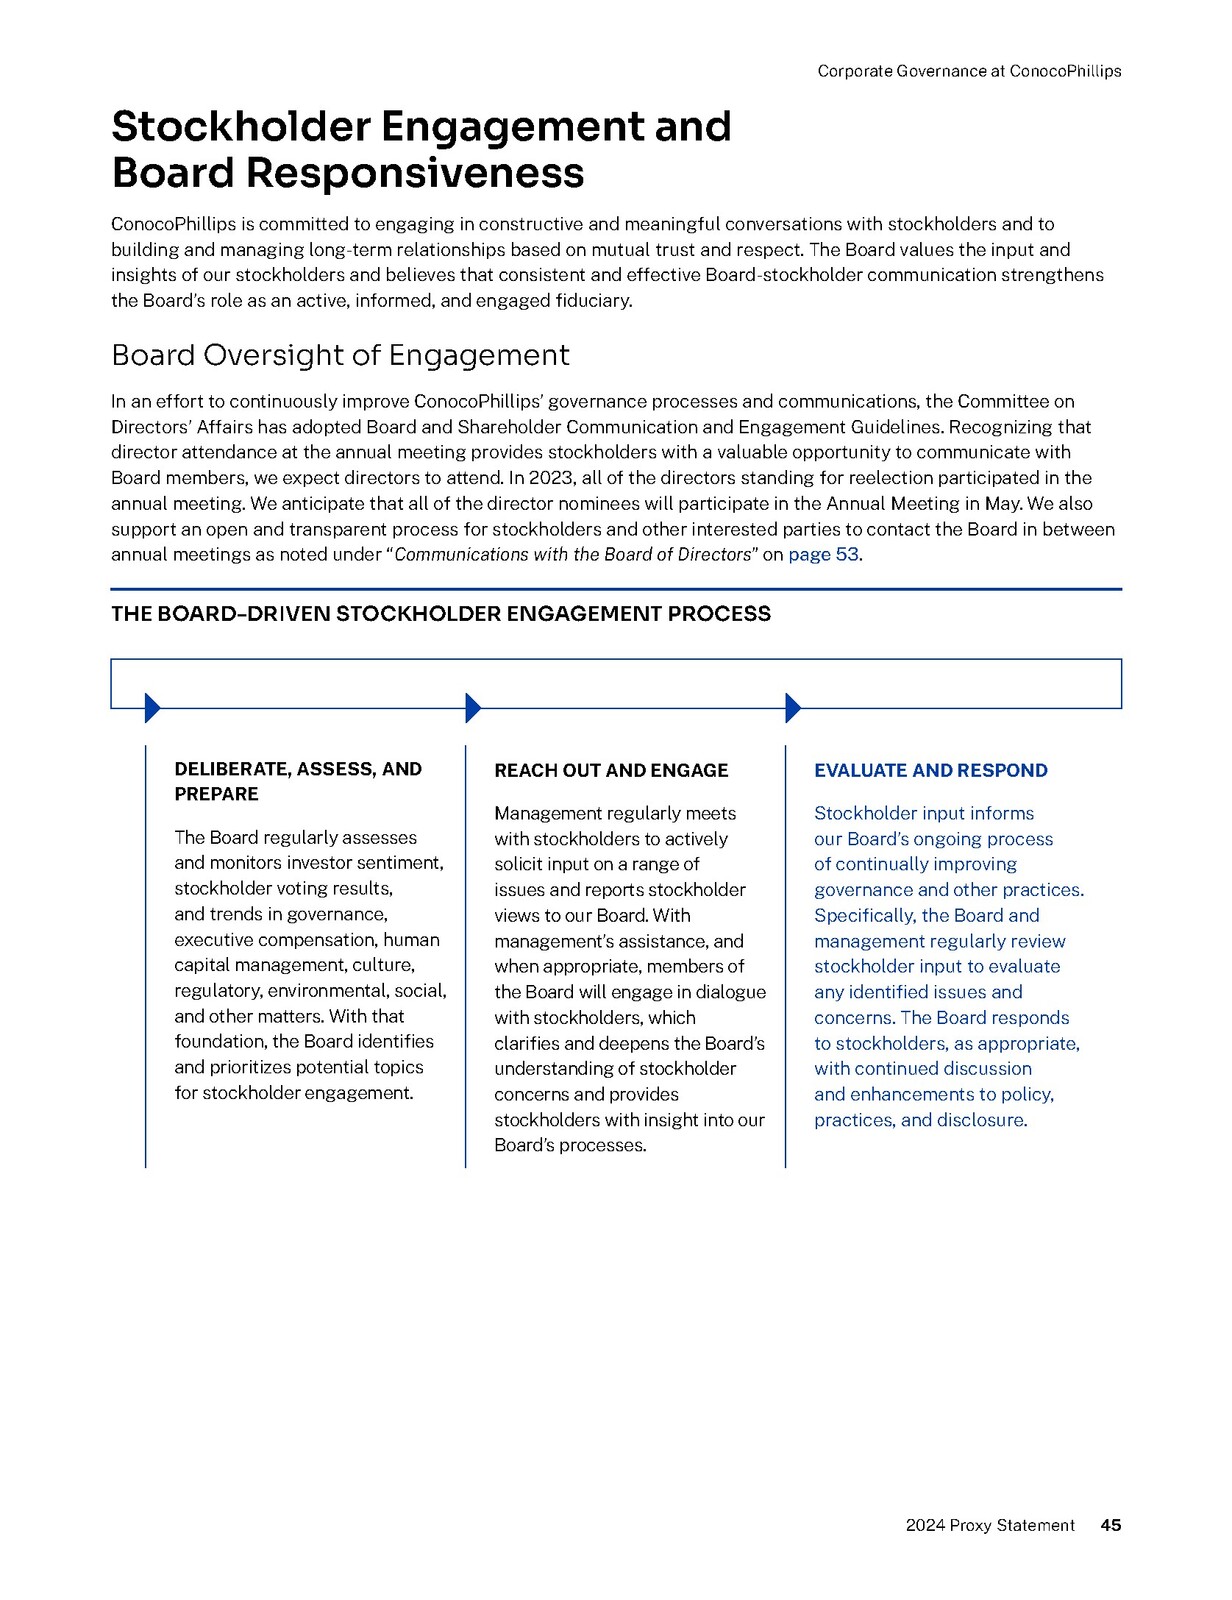 Corporate Governance at ConocoPhillips
Stockholder Engagement and
Board Responsiveness
ConocoPhillips is committed to engaging in constructive and meaningful conversations with stockholders and to
building and managing long-term relationships based on mutual trust and respect. The Board values the input and
insights of our stockholders and believes that consistent and effective Board-stockholder communication strengthens
the Board’s role as an active, informed, and engaged fiduciary.
Board Oversight of Engagement
In an effort to continuously improve ConocoPhillips’ governance processes and communications, the Committee on
Directors’ Affairs has adopted Board and Shareholder Communication and Engagement Guidelines. Recognizing that
director attendance at the annual meeting provides stockholders with a valuable opportunity to communicate with
Board members, we expect directors to attend. In 2023, all of the directors standing for reelection participated in the
annual meeting. We anticipate that all of the director nominees will participate in the Annual Meeting in May. We also
support an open and transparent process for stockholders and other interested parties to contact the Board in between
annual meetings as noted under “Communications with the Board of Directors” on page 53.
THE BOARD-DRIVEN STOCKHOLDER ENGAGEMENT PROCESS
DELIBERATE, ASSESS, AND
PREPARE
The Board regularly assesses
and monitors investor sentiment,
stockholder voting results,
and trends in governance,
executive compensation, human
capital management, culture,
regulatory, environmental, social,
and other matters. With that
foundation, the Board identifies
and prioritizes potential topics
for stockholder engagement.
REACH OUT AND ENGAGE
Management regularly meets
with stockholders to actively
solicit input on a range of
issues and reports stockholder
views to our Board. With
management’s assistance, and
when appropriate, members of
the Board will engage in dialogue
with stockholders, which
clarifies and deepens the Board’s
understanding of stockholder
concerns and provides
stockholders with insight into our
Board’s processes.
EVALUATE AND RESPOND
Stockholder input informs
our Board’s ongoing process
of continually improving
governance and other practices.
Specifically, the Board and
management regularly review
stockholder input to evaluate
any identified issues and
concerns. The Board responds
to stockholders, as appropriate,
with continued discussion
and enhancements to policy,
practices, and disclosure.
2024 Proxy Statement 45